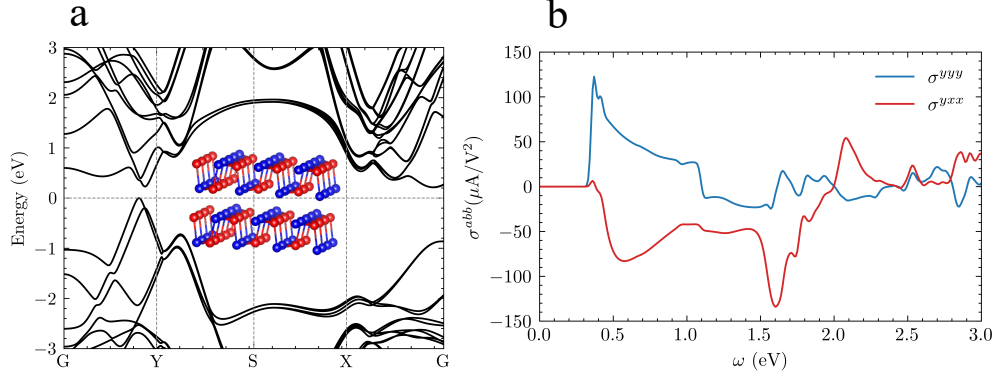 a
b
3
2
1
0
−1
−2
−3
Energy (eV)
G Y S X G
150
100
50
0
−50
−100
−150
σ^{abb}(μA/V²)
σ^{yyy}
σ^{yxx}
0.0 0.5 1.0 1.5 2.0 2.5 3.0
ω (eV)